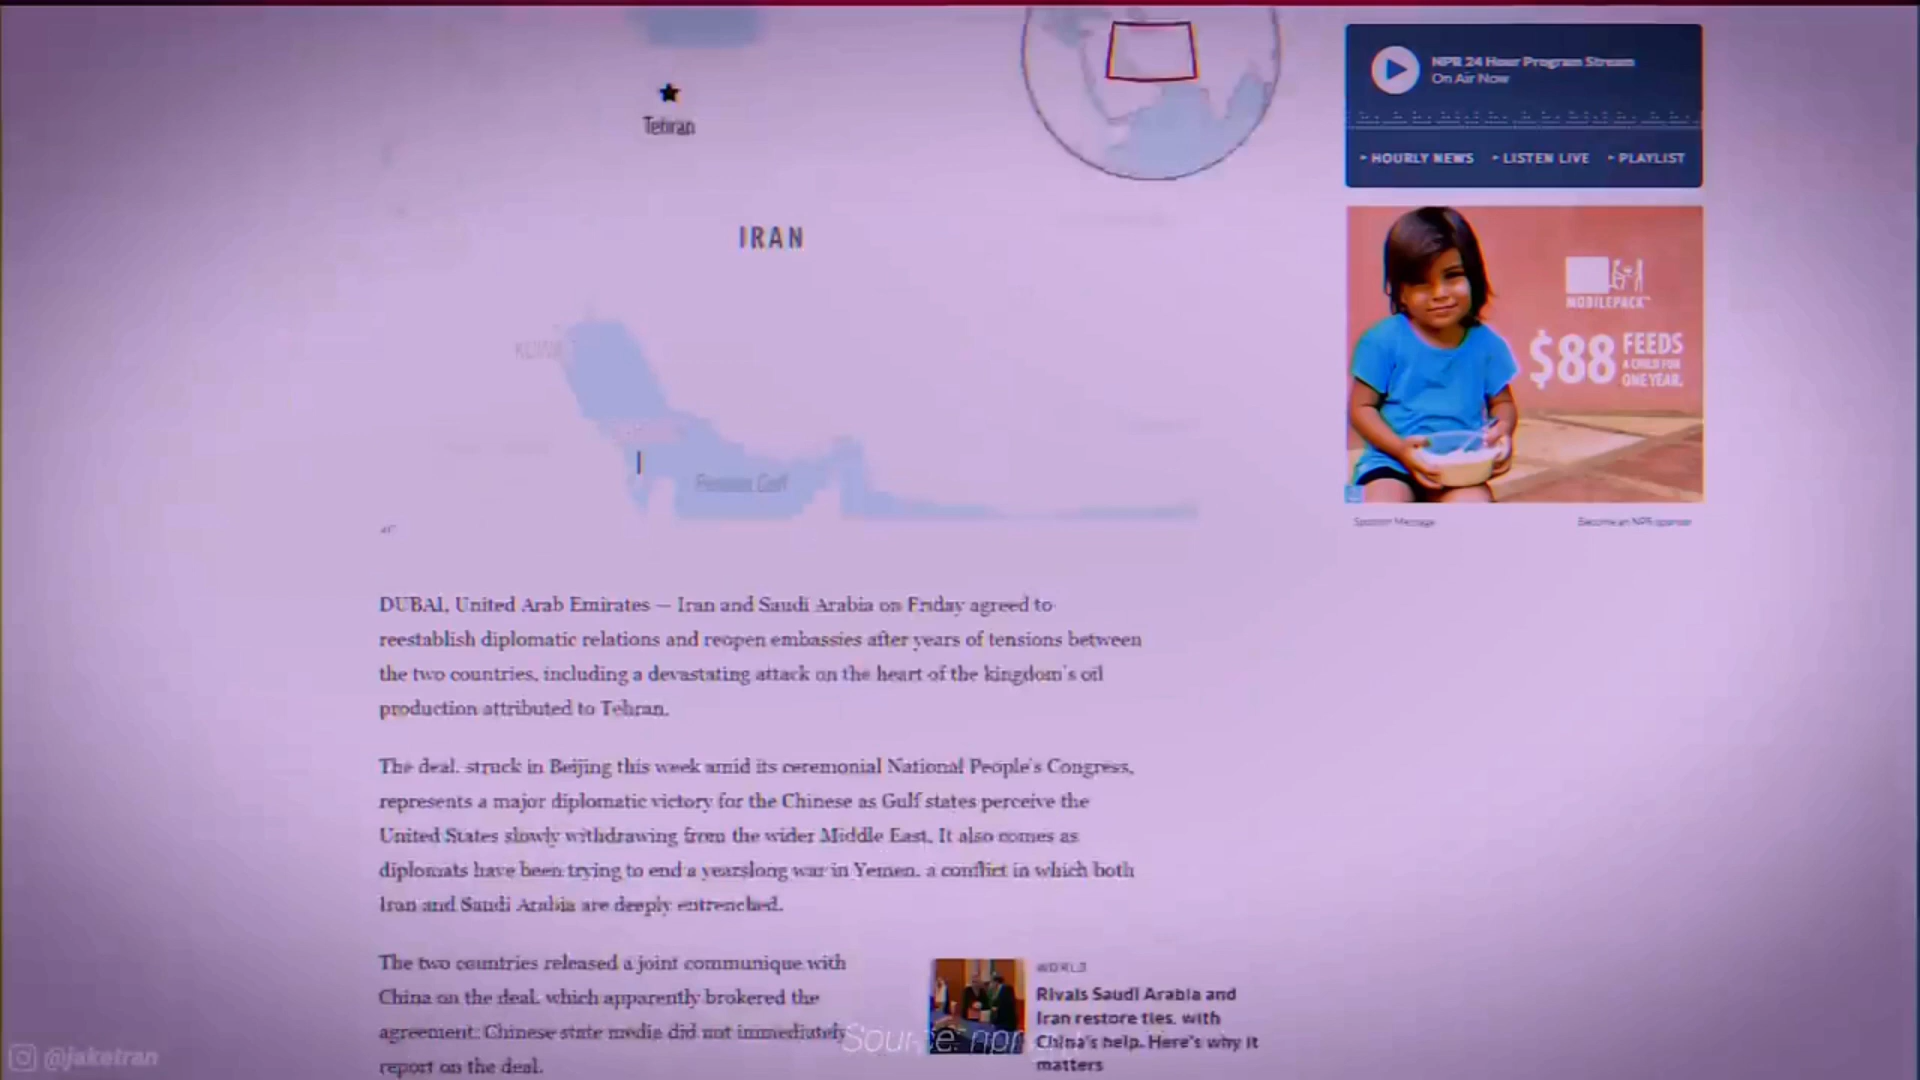 NPR 24 Hour Program Stream
On Air Now
HOURLY NEWS LISTEN LIVE PLAYLIST
Tehran
IRAN
Persian Gulf
MOBILEPACK™
$88 FEEDS
A CHILD FOR
ONE YEAR.
Sponsor Message
Become an NPR sponsor
AP
DUBAI, United Arab Emirates — Iran and Saudi Arabia on Friday agreed to
reestablish diplomatic relations and reopen embassies after years of tensions between
the two countries, including a devastating attack on the heart of the kingdom's oil
production attributed to Tehran.
The deal, struck in Beijing this week amid its ceremonial National People's Congress,
represents a major diplomatic victory for the Chinese as Gulf states perceive the
United States slowly withdrawing from the wider Middle East. It also comes as
diplomats have been trying to end a yearslong war in Yemen, a conflict in which both
Iran and Saudi Arabia are deeply entrenched.
The two countries released a joint communique with
China on the deal, which apparently brokered the
agreement. Chinese state media did not immediately
report on the deal.
WORLD
Rivals Saudi Arabia and
Iran restore ties, with
China's help. Here's why it
matters
Source: npr
@jaketran